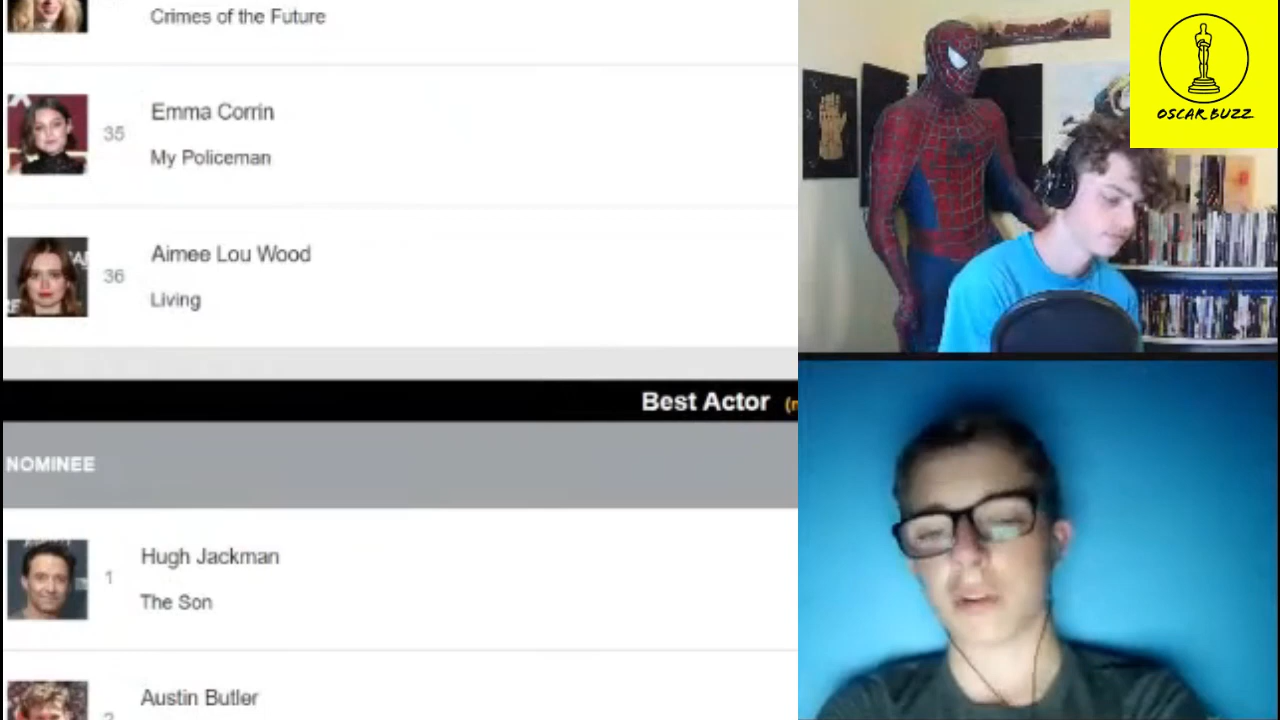 Crimes of the Future
35
Emma Corrin
My Policeman
36
Aimee Lou Wood
Living
Best Actor
NOMINEE
1
Hugh Jackman
The Son
Austin Butler
OSCAR BUZZ